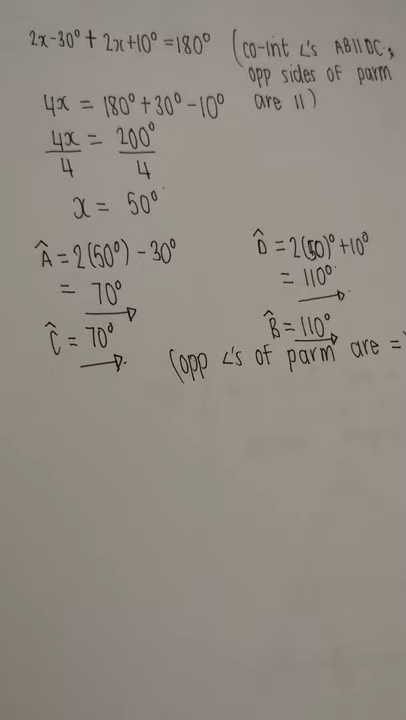 2x-30° + 2x+10° = 180° (co-int ∠'s AB||DC;
opp sides of parm
are ||)
4x = 180° + 30° - 10°
4x/4 = 200°/4
x = 50°
Â = 2(50°) - 30°
= 70°
Ĉ = 70°
D̂ = 2(50)° + 10°
= 110°
B̂ = 110°
(opp ∠'s of parm are =